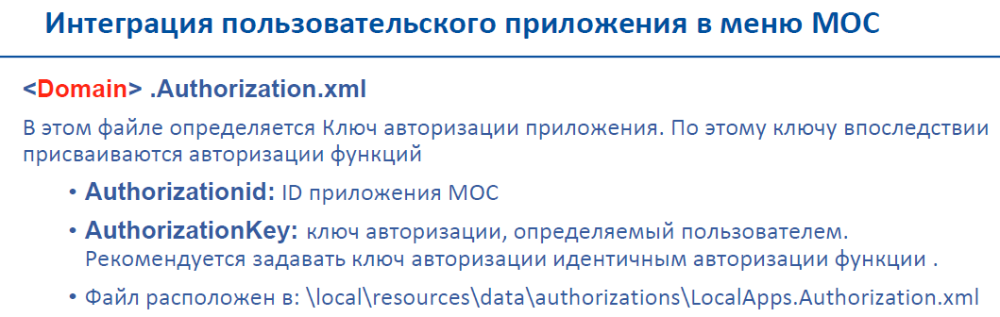 Интеграция пользовательского приложения в меню МОС
<Domain> .Authorization.xml
В этом файле определяется Ключ авторизации приложения. По этому ключу впоследствии
присваиваются авторизации функций
• Authorizationid: ID приложения МОС
• AuthorizationKey: ключ авторизации, определяемый пользователем.
Рекомендуется задавать ключ авторизации идентичным авторизации функции .
• Файл расположен в: \local\resources\data\authorizations\LocalApps.Authorization.xml